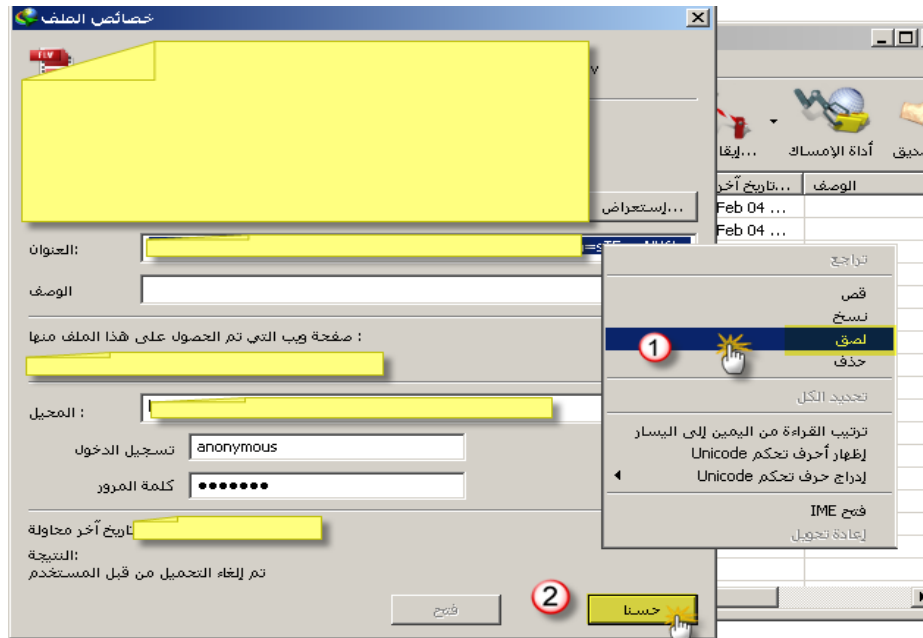 خصائص الملف
FLV
v
إستعراض...
العنوان:
الوصف
صفحة ويب التي تم الحصول على هذا الملف منها :
المحيل :
تسجيل الدخول
anonymous
كلمة المرور
●●●●●●●
تاريخ آخر محاولة
النتيجة:
تم إلغاء التحميل من قبل المستخدم
فتح
2
حسنا
أداة الإمساك
إيقا...
الوصف
تاريخ آخر...
Feb 04 ...
Feb 04 ...
تراجع
قص
نسخ
1
لصق
حذف
تحديد الكل
ترتيب القراءة من اليمين إلى اليسار
إظهار أحرف تحكم Unicode
إدراج حرف تحكم Unicode
فتح IME
إعادة تحويل